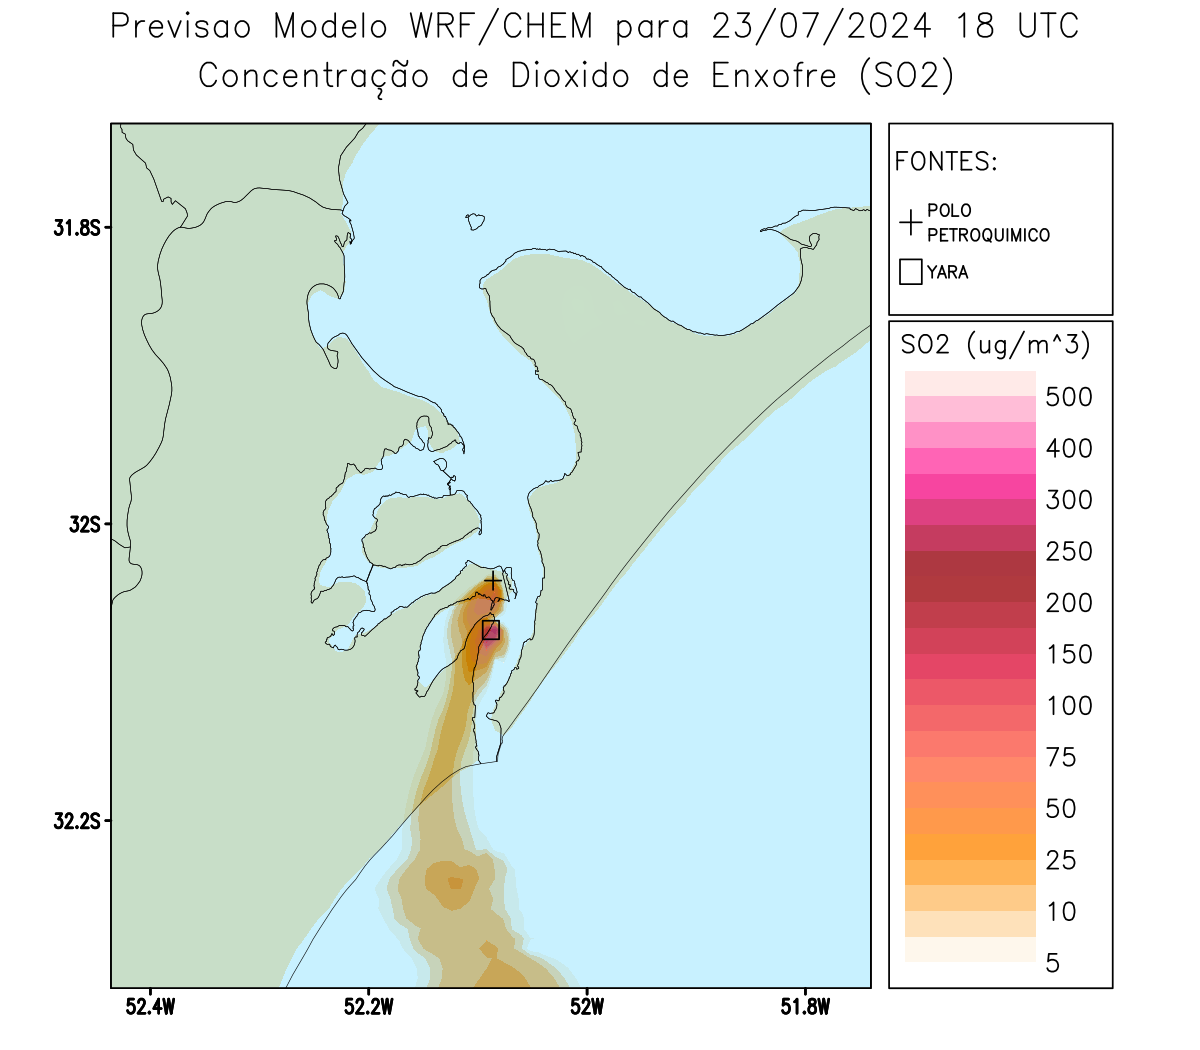 Previsao Modelo WRF/CHEM para 23/07/2024 18 UTC
Concentração de Dioxido de Enxofre (SO2)
FONTES:
POLO
PETROQUIMICO
YARA
31.8S
32S
32.2S
52.4W
52.2W
52W
51.8W
SO2 (ug/m^3)
500
400
300
250
200
150
100
75
50
25
10
5